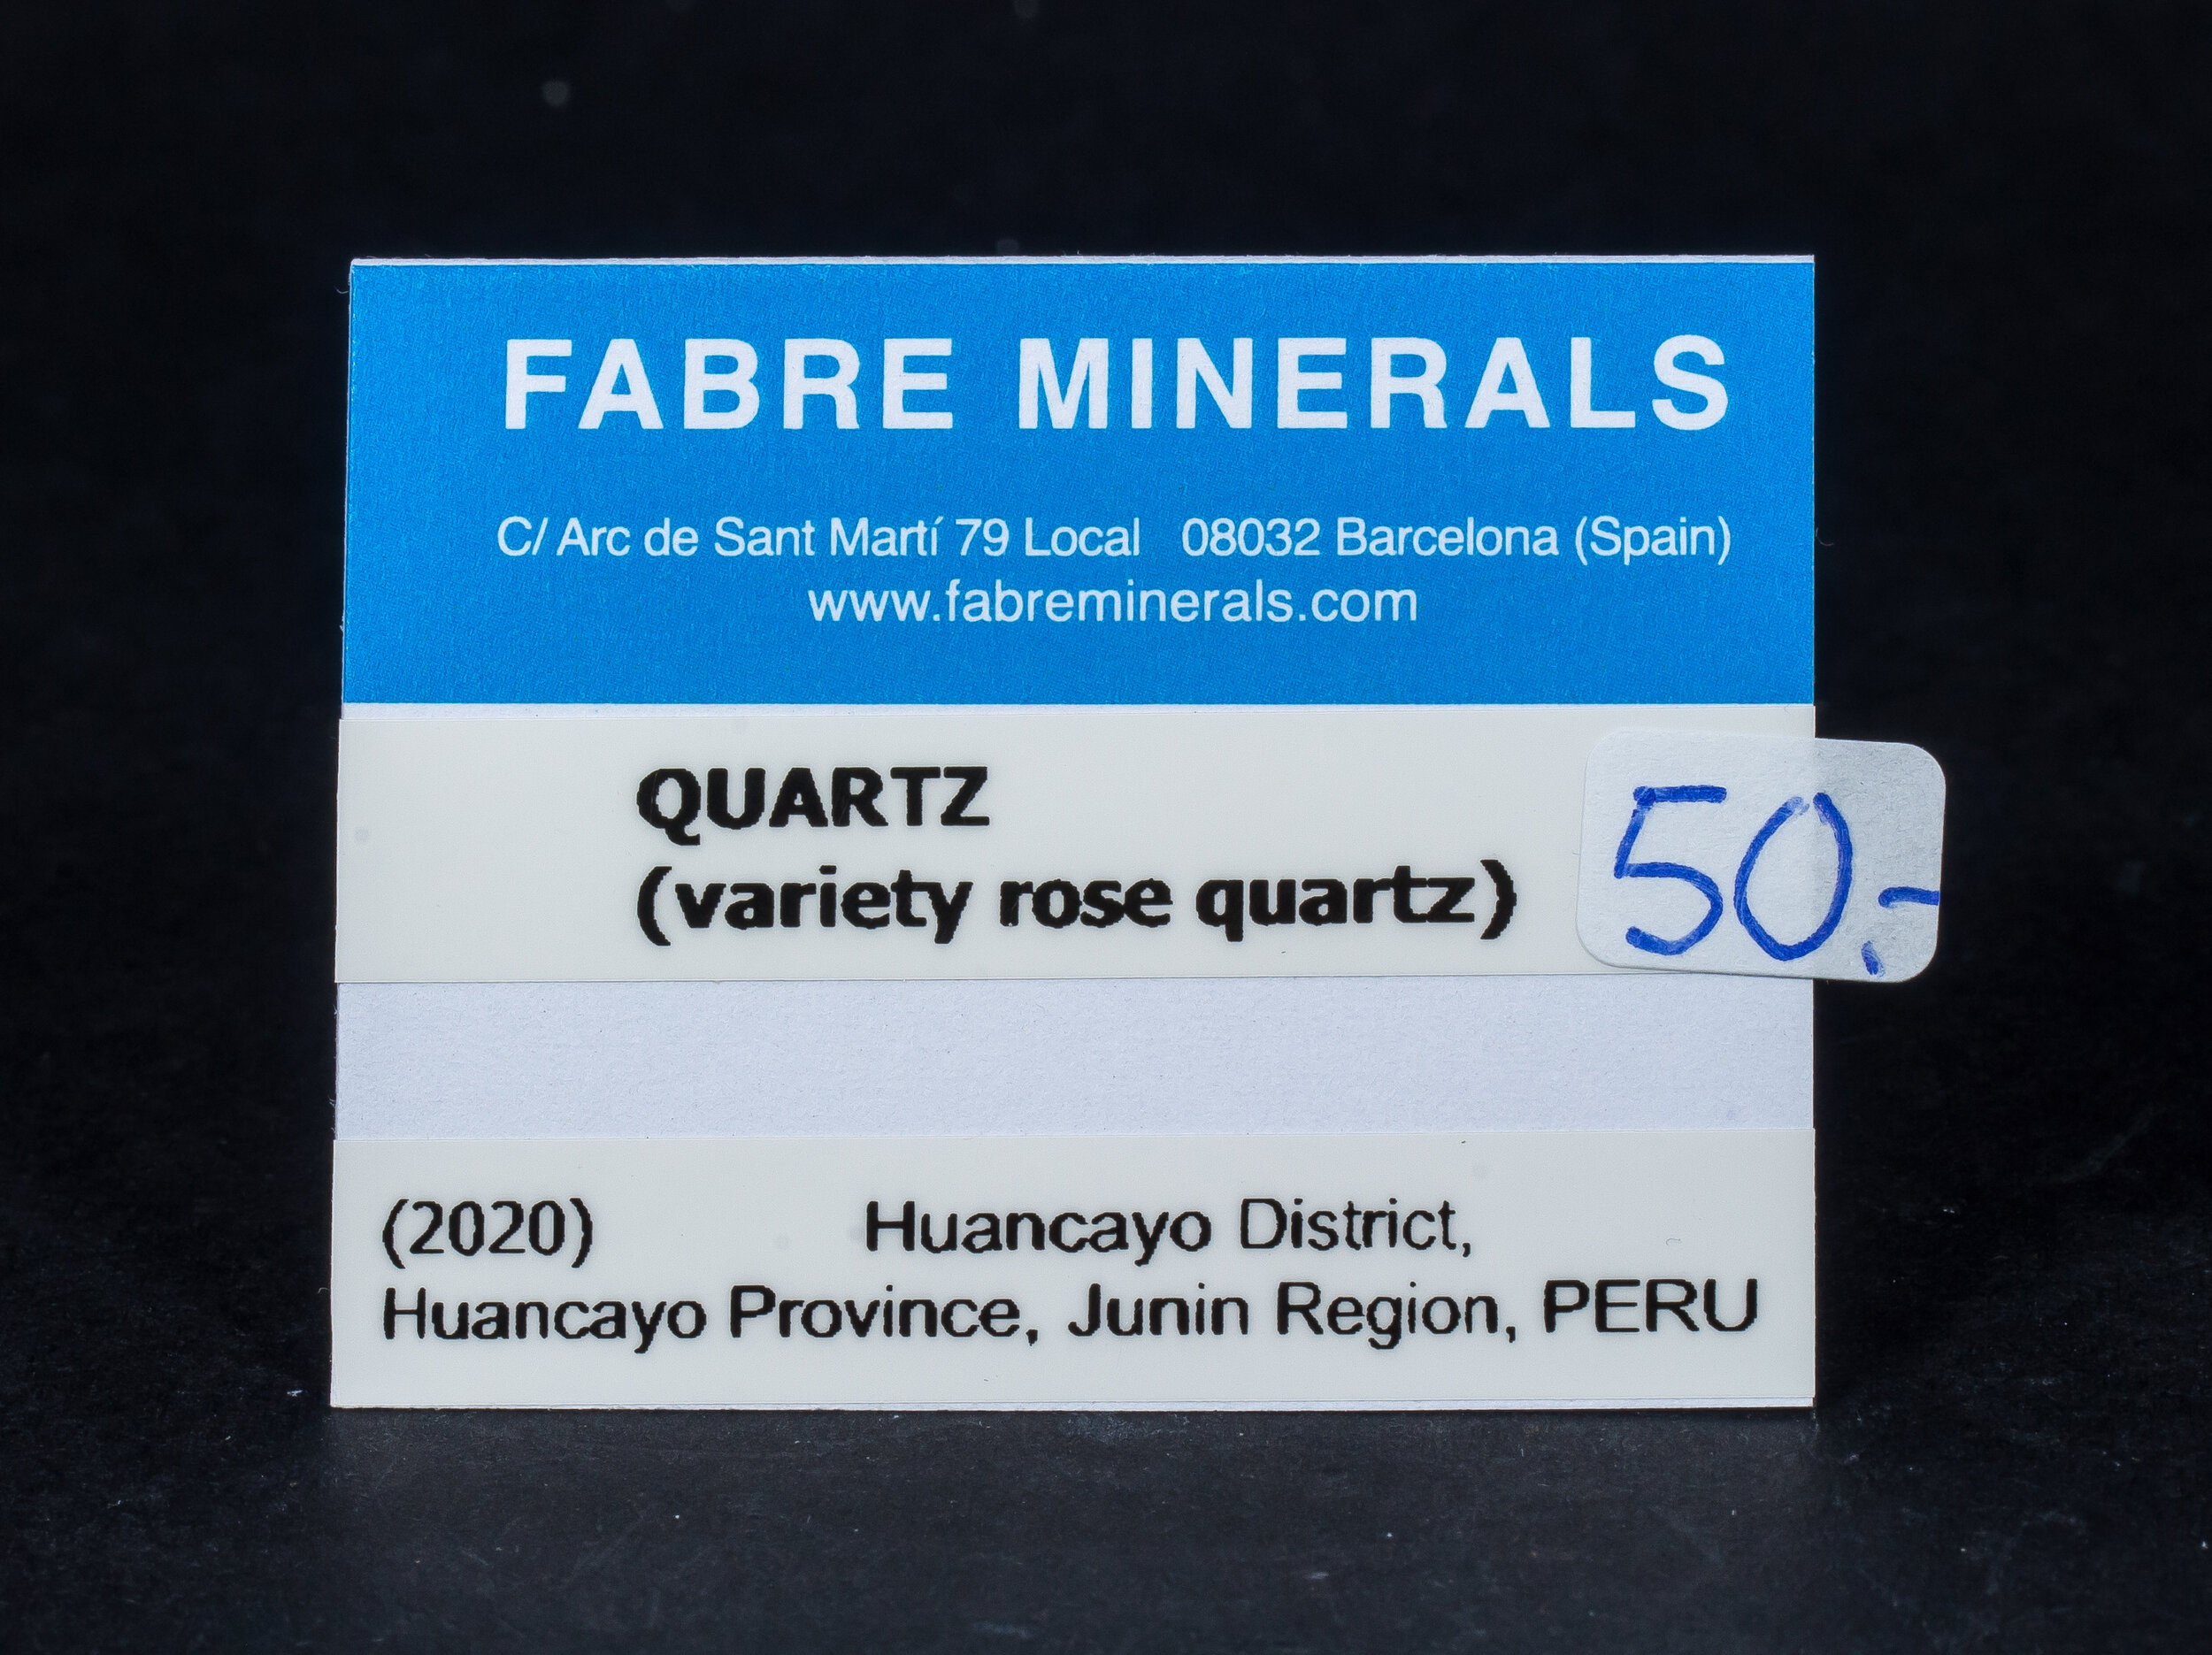 FABRE MINERALS
C/ Arc de Sant Martí 79 Local 08032 Barcelona (Spain)
www.fabreminerals.com
QUARTZ
(variety rose quartz)
50,-
(2020) Huancayo District,
Huancayo Province, Junin Region, PERU